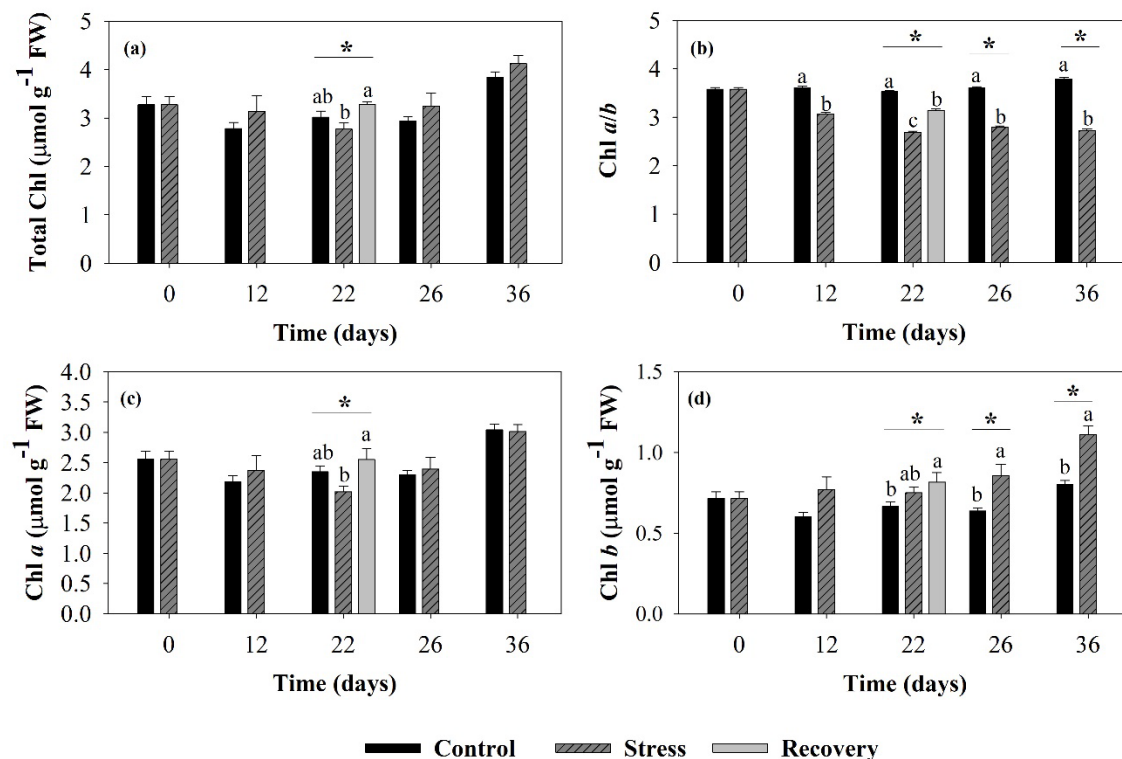 (a)
Total Chl (μmol g⁻¹ FW)
5
4
3
2
1
0
*
ab
b
a
0 12 22 26 36
Time (days)
(b)
Chl a/b
5
4
3
2
1
0
* * *
a b
a c b
a b
a b
0 12 22 26 36
Time (days)
(c)
Chl a (μmol g⁻¹ FW)
4.0
3.5
3.0
2.5
2.0
1.5
1.0
0.5
0.0
*
ab b a
0 12 22 26 36
Time (days)
(d)
Chl b (μmol g⁻¹ FW)
1.5
1.0
0.5
0.0
* * *
b ab a
b a
b a
0 12 22 26 36
Time (days)
Control Stress Recovery